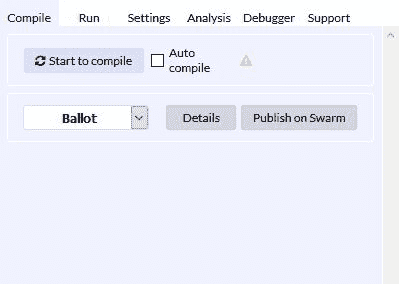 Compile Run Settings Analysis Debugger Support
Start to compile Auto
compile
Ballot Details Publish on Swarm